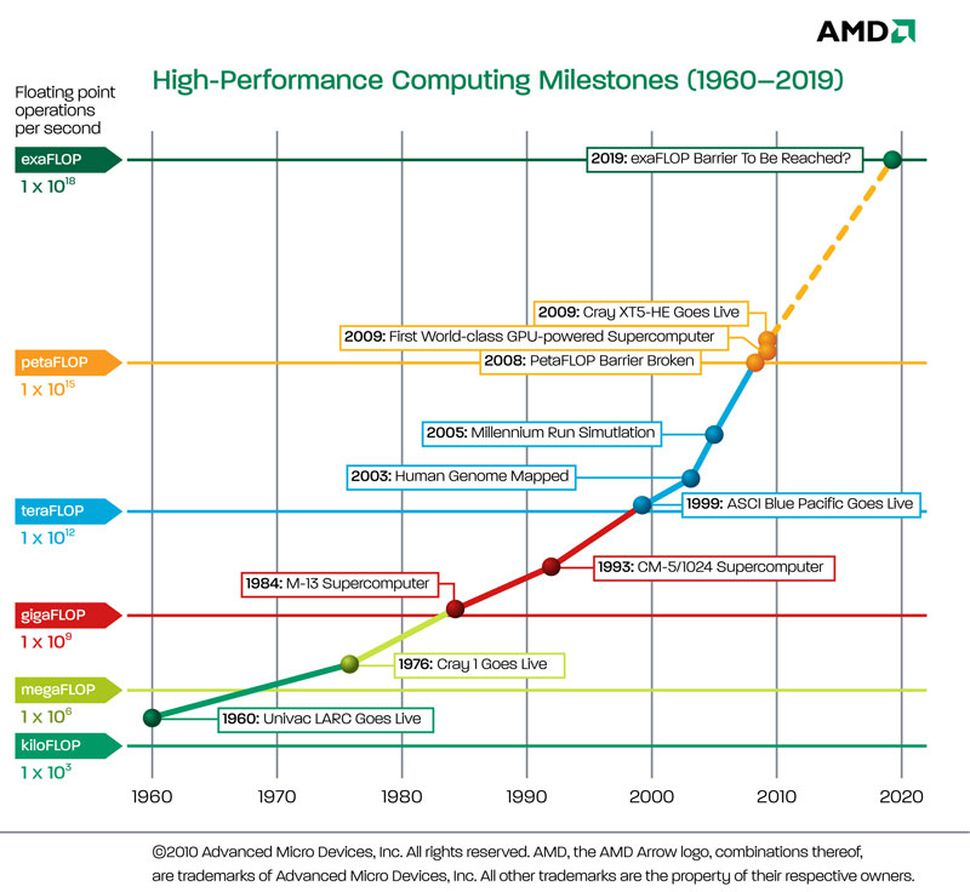 AMD
High-Performance Computing Milestones (1960–2019)
Floating point
operations
per second
exaFLOP
1 x 10¹⁸
2019: exaFLOP Barrier To Be Reached?
2009: Cray XT5-HE Goes Live
2009: First World-class GPU-powered Supercomputer
petaFLOP
2008: PetaFLOP Barrier Broken
1 x 10¹⁵
2005: Millennium Run Simutlation
2003: Human Genome Mapped
teraFLOP
1999: ASCI Blue Pacific Goes Live
1 x 10¹²
1993: CM-5/1024 Supercomputer
1984: M-13 Supercomputer
gigaFLOP
1 x 10⁹
1976: Cray 1 Goes Live
megaFLOP
1 x 10⁶
1960: Univac LARC Goes Live
kiloFLOP
1 x 10³
1960 1970 1980 1990 2000 2010 2020
©2010 Advanced Micro Devices, Inc. All rights reserved. AMD, the AMD Arrow logo, combinations thereof,
are trademarks of Advanced Micro Devices, Inc. All other trademarks are the property of their respective owners.